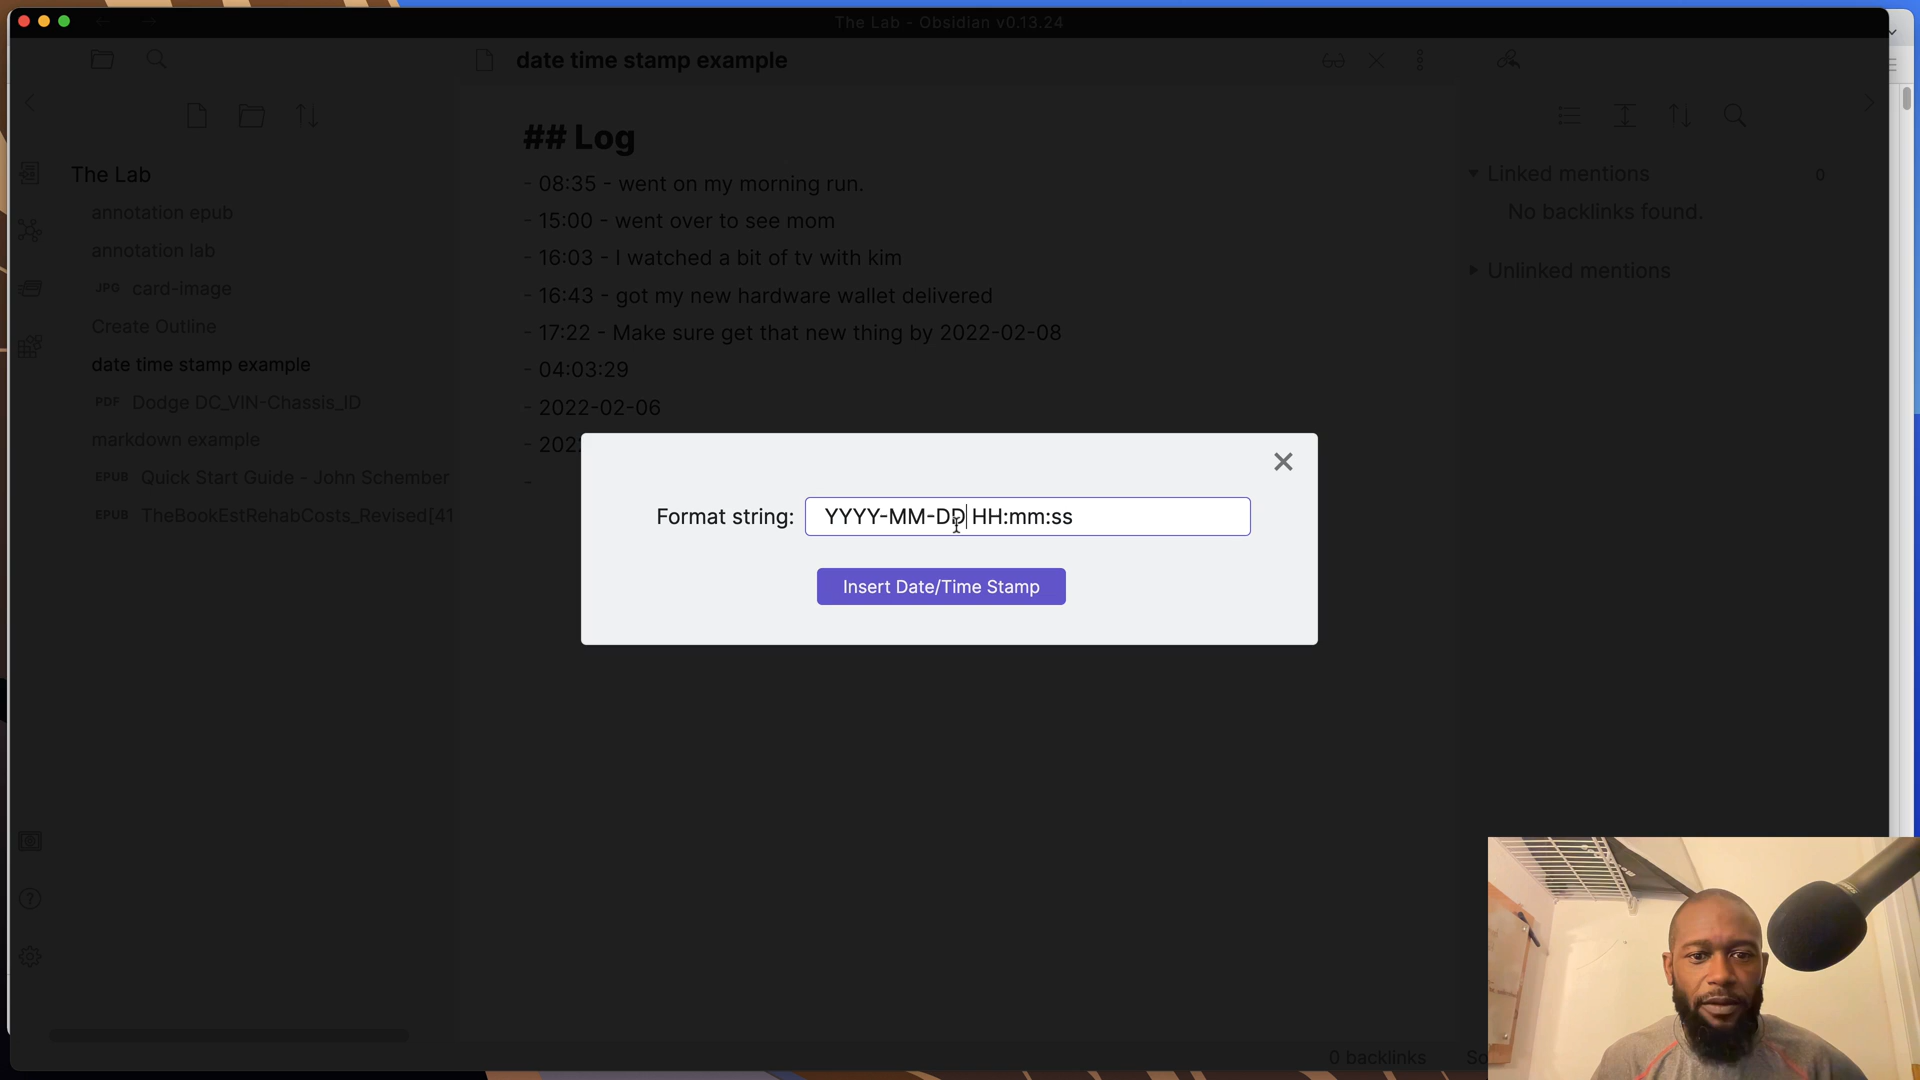 The Lab - Obsidian v0.13.24
date time stamp example
## Log
The Lab
annotation epub
annotation lab
JPG card-image
Create Outline
date time stamp example
PDF Dodge DC_VIN-Chassis_ID
markdown example
EPUB Quick Start Guide - John Schember
EPUB TheBookEstRehabCosts_Revised[41
- 08:35 - went on my morning run.
- 15:00 - went over to see mom
- 16:03 - I watched a bit of tv with kim
- 16:43 - got my new hardware wallet delivered
- 17:22 - Make sure get that new thing by 2022-02-08
- 04:03:29
- 2022-02-06
- 202
-
Format string: YYYY-MM-DD HH:mm:ss
Insert Date/Time Stamp
Linked mentions 0
No backlinks found.
Unlinked mentions
0 backlinks